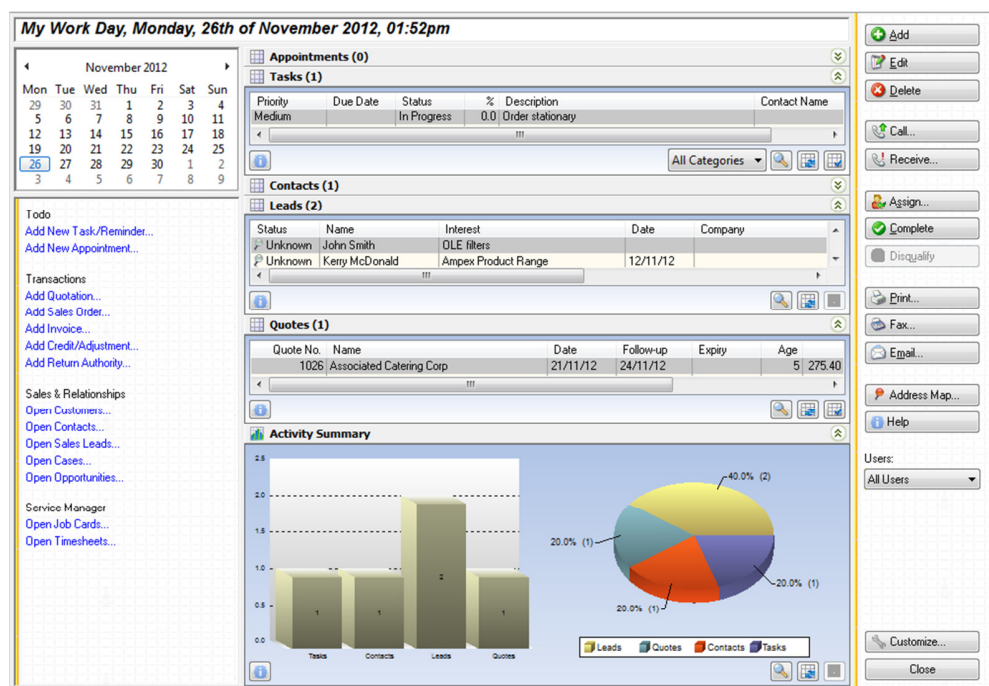 My Work Day, Monday, 26th of November 2012, 01:52pm
November 2012
Mon Tue Wed Thu Fri Sat Sun
29 30 31 1 2 3 4
5 6 7 8 9 10 11
12 13 14 15 16 17 18
19 20 21 22 23 24 25
26 27 28 29 30 1 2
3 4 5 6 7 8 9
Todo
Add New Task/Reminder...
Add New Appointment...
Transactions
Add Quotation...
Add Sales Order...
Add Invoice...
Add Credit/Adjustment...
Add Return Authority...
Sales & Relationships
Open Customers...
Open Contacts...
Open Sales Leads...
Open Cases...
Open Opportunities...
Service Manager
Open Job Cards...
Open Timesheets...
Appointments (0)
Tasks (1)
Priority Due Date Status % Description Contact Name
Medium In Progress 0.0 Order stationary
All Categories
Contacts (1)
Leads (2)
Status Name Interest Date Company
Unknown John Smith OLE filters
Unknown Kerry McDonald Ampex Product Range 12/11/12
Quotes (1)
Quote No. Name Date Follow-up Expiry Age
1026 Associated Catering Corp 21/11/12 24/11/12 5 275.40
Activity Summary
2.5
2.0
1.5
1.0
0.5
0.0
1 1 2 1
Tasks Contacts Leads Quotes
40.0% (2)
20.0% (1)
20.0% (1)
20.0% (1)
Leads Quotes Contacts Tasks
Add
Edit
Delete
Call...
Receive...
Assign...
Complete
Disqualify
Print...
Fax...
Email...
Address Map...
Help
Users:
All Users
Customize...
Close